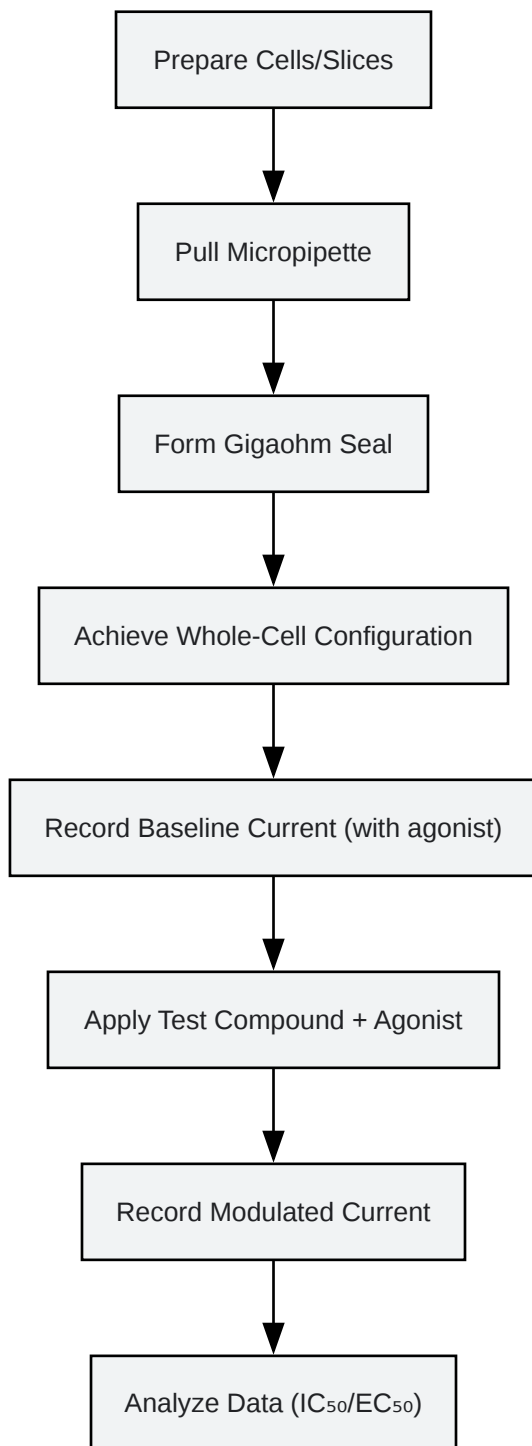 Prepare Cells/Slices
Pull Micropipette
Form Gigaohm Seal
Achieve Whole-Cell Configuration
Record Baseline Current (with agonist)
Apply Test Compound + Agonist
Record Modulated Current
Analyze Data (IC₅₀/EC₅₀)